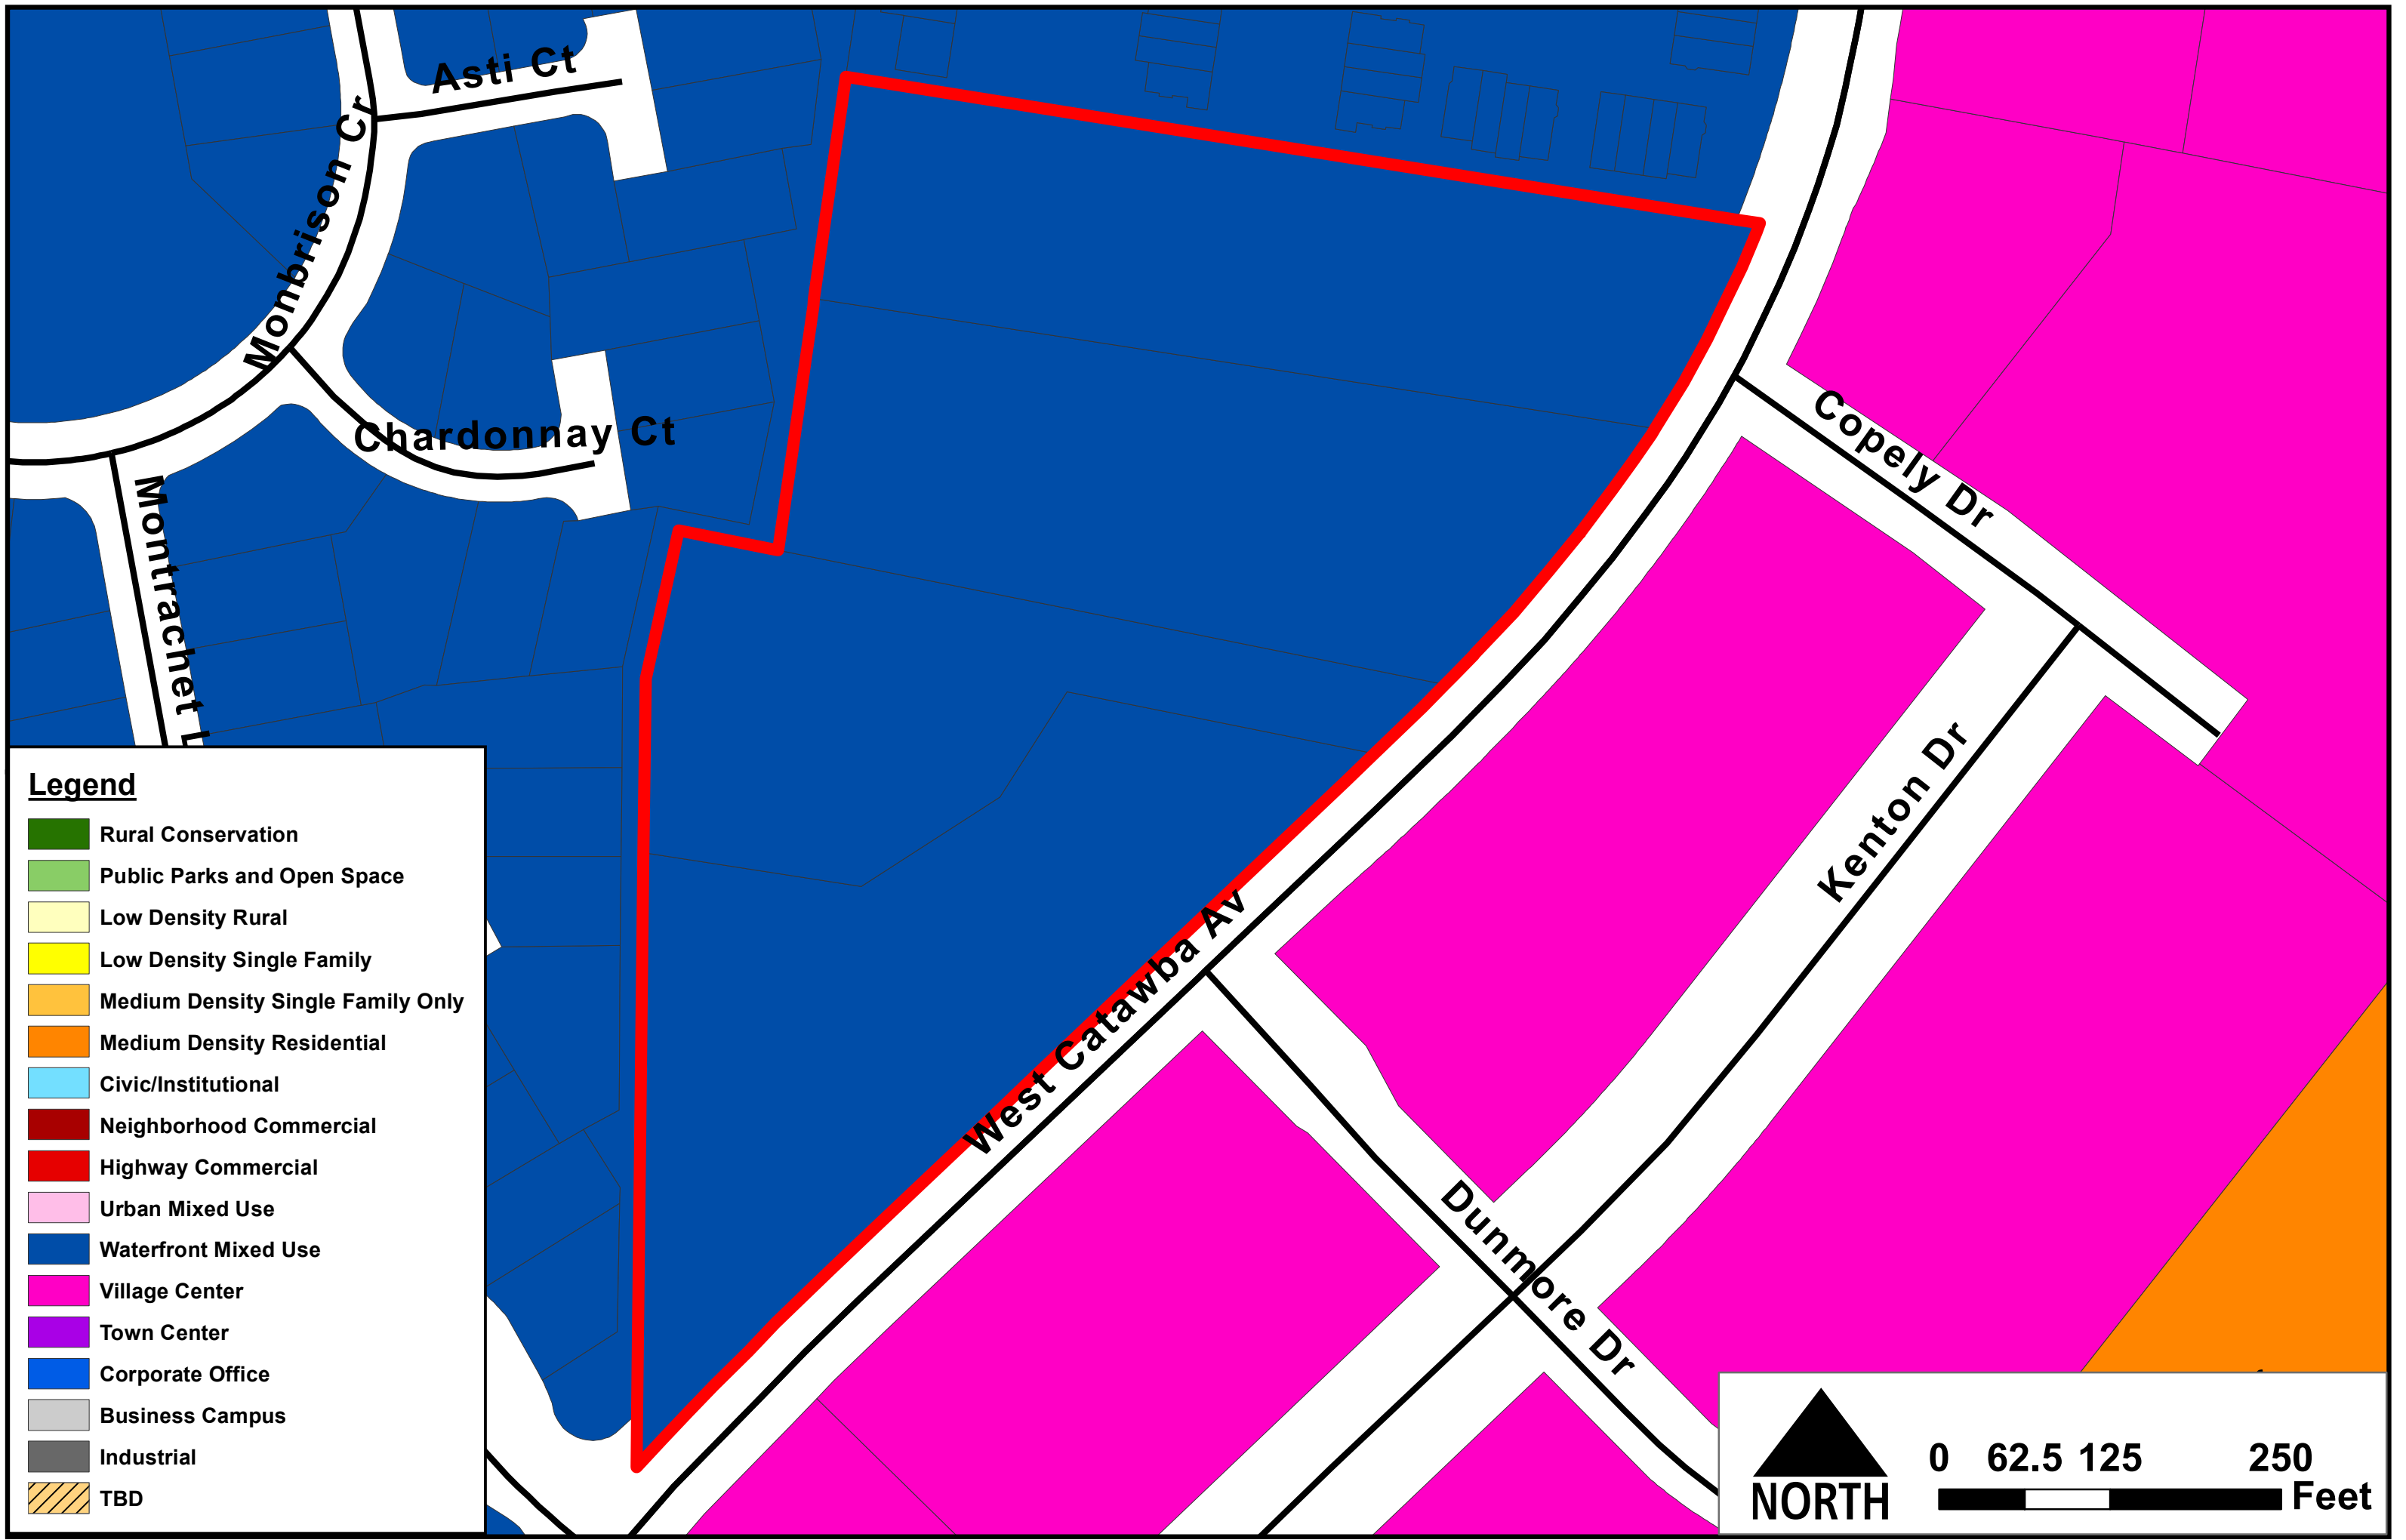 Asti Ct
Monbrison Cr
Chardonnay Ct
Montrachet L
Copely Dr
Kenton Dr
West Catawba Av
Dunmore Dr
Legend
Rural Conservation
Public Parks and Open Space
Low Density Rural
Low Density Single Family
Medium Density Single Family Only
Medium Density Residential
Civic/Institutional
Neighborhood Commercial
Highway Commercial
Urban Mixed Use
Waterfront Mixed Use
Village Center
Town Center
Corporate Office
Business Campus
Industrial
TBD
NORTH
0 62.5 125 250
Feet